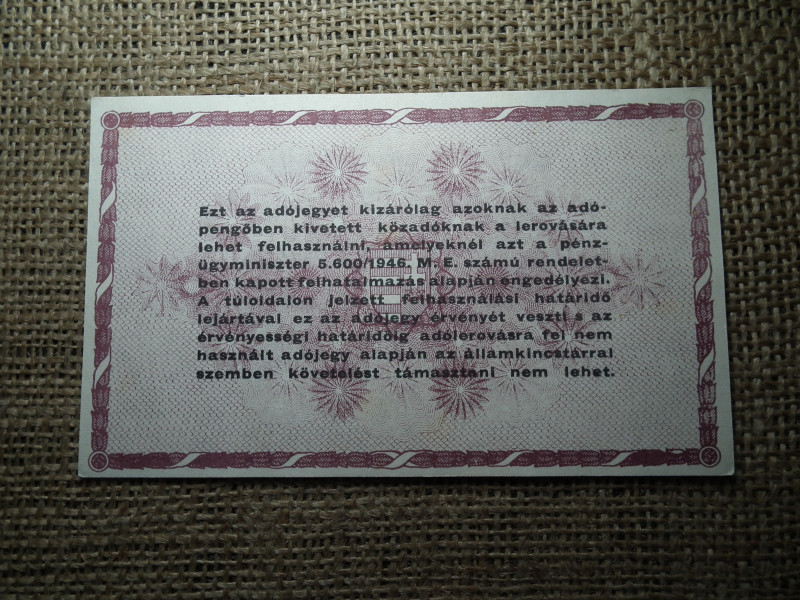 Ezt az adójegyet kizárólag azoknak az adó-
pengőben kivetett közadóknak a lerovására
lehet felhasználni, amelyeknél azt a pénz-
ügyminiszter 5.600/1946. M. E. számú rendelet-
ben kapott felhatalmazás alapján engedélyezi.
A túloldalon jelzett felhasználási határidő
lejártával ez az adójegy érvényét veszti s az
érvényességi határidőig adólerovásra fel nem
használt adójegy alapján az államkincstárral
szemben követelést támasztani nem lehet.